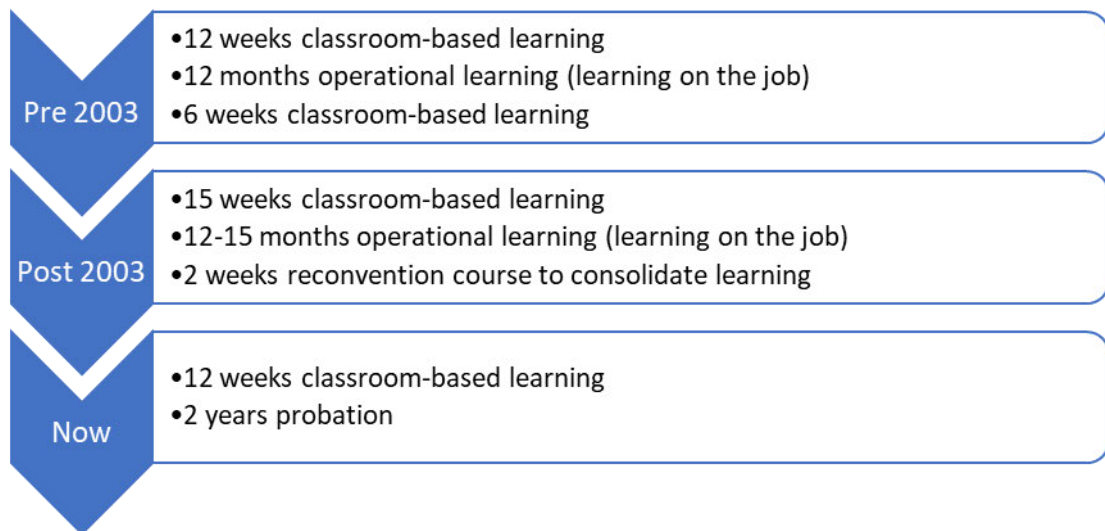 Pre 2003
•12 weeks classroom-based learning
•12 months operational learning (learning on the job)
•6 weeks classroom-based learning
Post 2003
•15 weeks classroom-based learning
•12-15 months operational learning (learning on the job)
•2 weeks reconvention course to consolidate learning
Now
•12 weeks classroom-based learning
•2 years probation